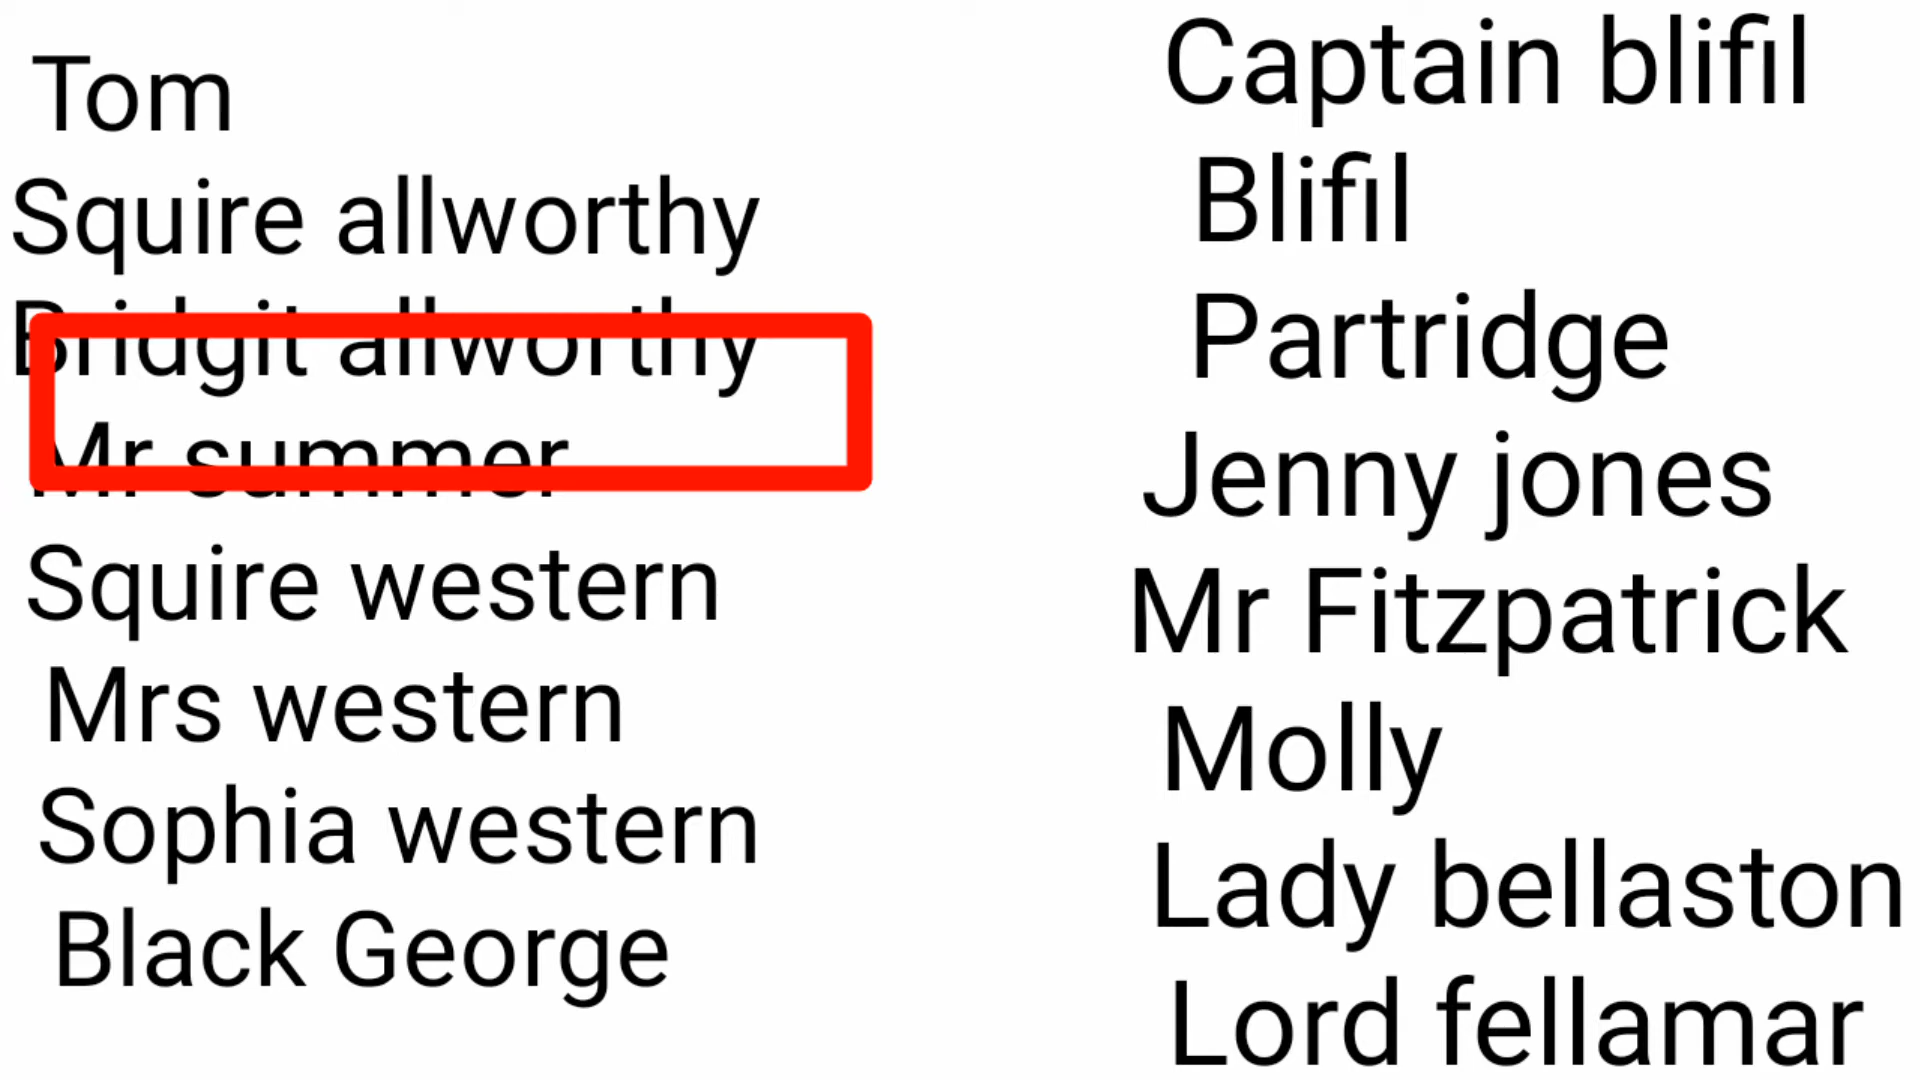 Tom
Squire allworthy
Bridgit allworthy
Mr summer
Squire western
Mrs western
Sophia western
Black George
Captain blifil
Blifil
Partridge
Jenny jones
Mr Fitzpatrick
Molly
Lady bellaston
Lord fellamar